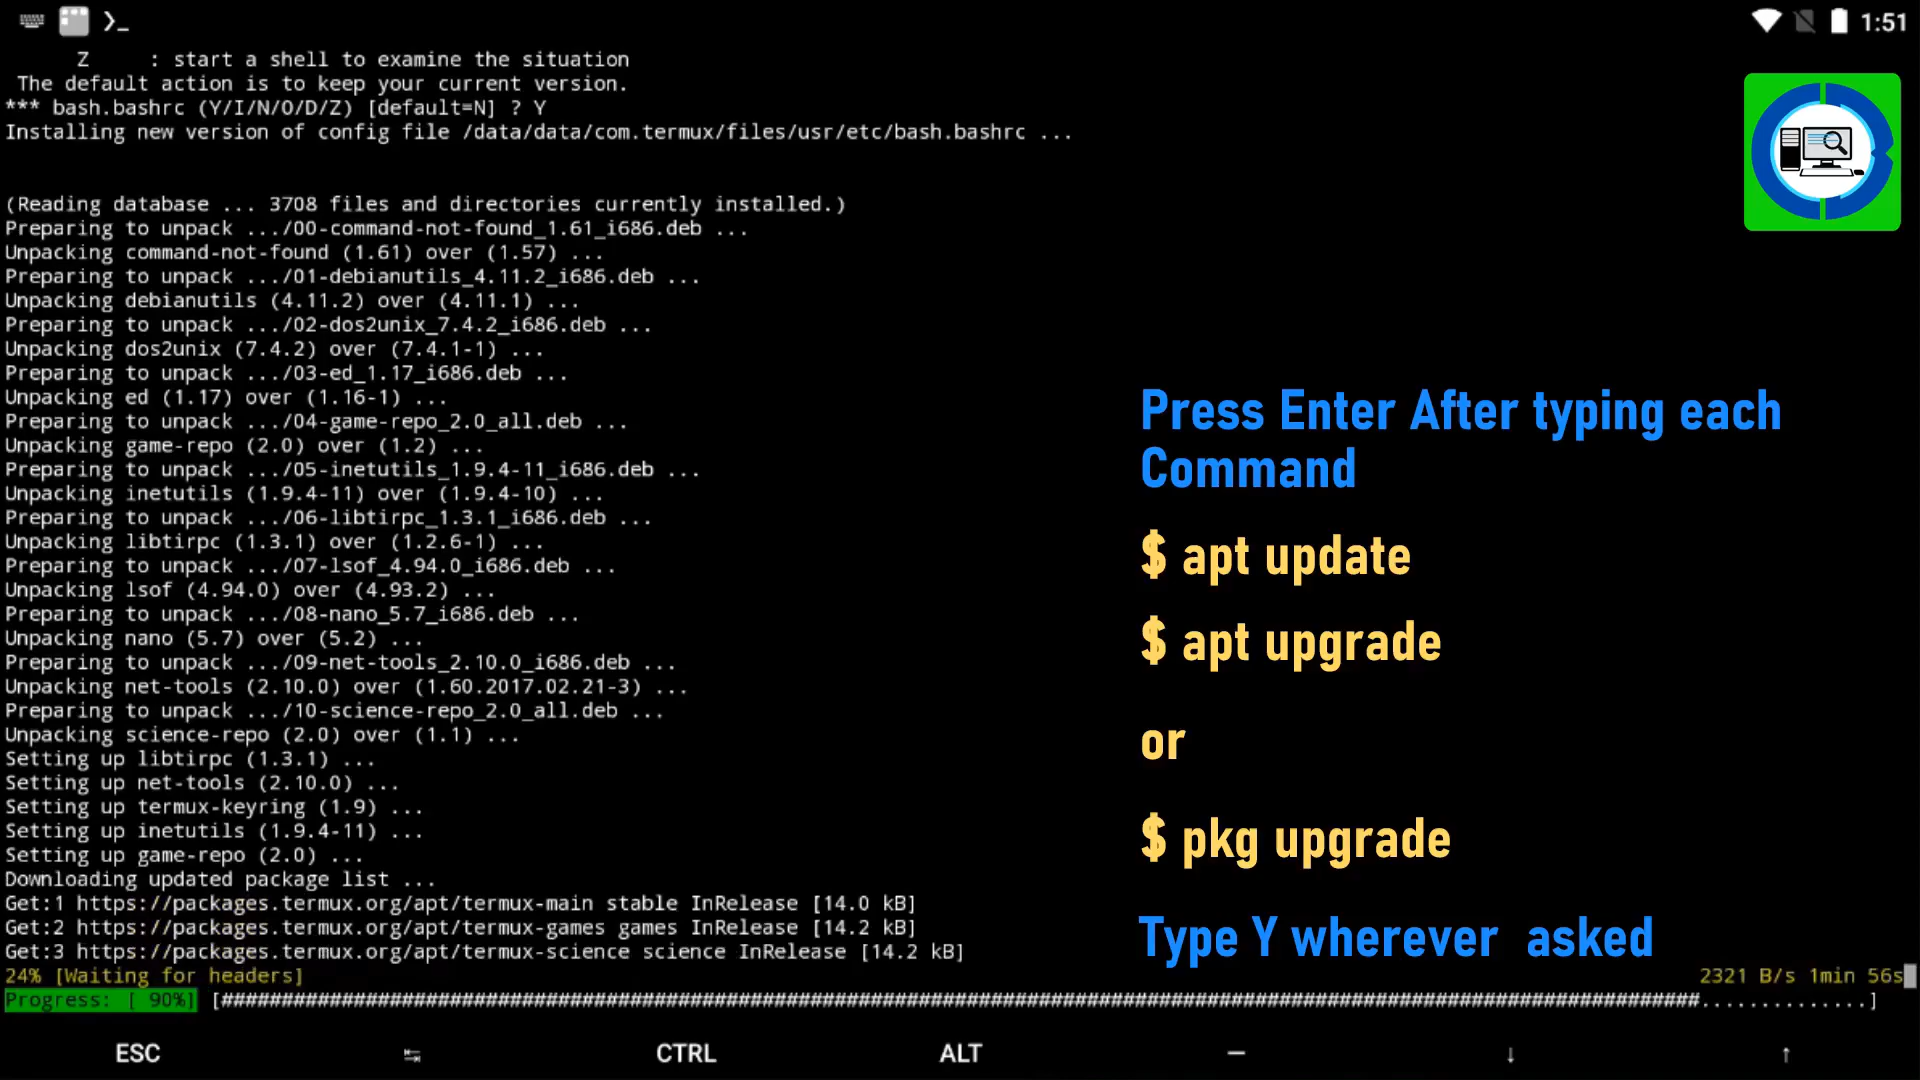 1:51
Z     : start a shell to examine the situation
The default action is to keep your current version.
*** bash.bashrc (Y/I/N/O/D/Z) [default=N] ? Y
Installing new version of config file /data/data/com.termux/files/usr/etc/bash.bashrc ...
(Reading database ... 3708 files and directories currently installed.)
Preparing to unpack .../00-command-not-found_1.61_i686.deb ...
Unpacking command-not-found (1.61) over (1.57) ...
Preparing to unpack .../01-debianutils_4.11.2_i686.deb ...
Unpacking debianutils (4.11.2) over (4.11.1) ...
Preparing to unpack .../02-dos2unix_7.4.2_i686.deb ...
Unpacking dos2unix (7.4.2) over (7.4.1-1) ...
Preparing to unpack .../03-ed_1.17_i686.deb ...
Unpacking ed (1.17) over (1.16-1) ...
Preparing to unpack .../04-game-repo_2.0_all.deb ...
Unpacking game-repo (2.0) over (1.2) ...
Preparing to unpack .../05-inetutils_1.9.4-11_i686.deb ...
Unpacking inetutils (1.9.4-11) over (1.9.4-10) ...
Preparing to unpack .../06-libtirpc_1.3.1_i686.deb ...
Unpacking libtirpc (1.3.1) over (1.2.6-1) ...
Preparing to unpack .../07-lsof_4.94.0_i686.deb ...
Unpacking lsof (4.94.0) over (4.93.2) ...
Preparing to unpack .../08-nano_5.7_i686.deb ...
Unpacking nano (5.7) over (5.2) ...
Preparing to unpack .../09-net-tools_2.10.0_i686.deb ...
Unpacking net-tools (2.10.0) over (1.60.2017.02.21-3) ...
Preparing to unpack .../10-science-repo_2.0_all.deb ...
Unpacking science-repo (2.0) over (1.1) ...
Setting up libtirpc (1.3.1) ...
Setting up net-tools (2.10.0) ...
Setting up termux-keyring (1.9) ...
Setting up inetutils (1.9.4-11) ...
Setting up game-repo (2.0) ...
Downloading updated package list ...
Get:1 https://packages.termux.org/apt/termux-main stable InRelease [14.0 kB]
Get:2 https://packages.termux.org/apt/termux-games games InRelease [14.2 kB]
Get:3 https://packages.termux.org/apt/termux-science science InRelease [14.2 kB]
24% [Waiting for headers] 2321 B/s 1min 56s
Progress: [ 90%] [###########################################################################################################################..............]
Press Enter After typing each
Command
$ apt update
$ apt upgrade
or
$ pkg upgrade
Type Y wherever asked
ESC CTRL ALT — ↓ ↑